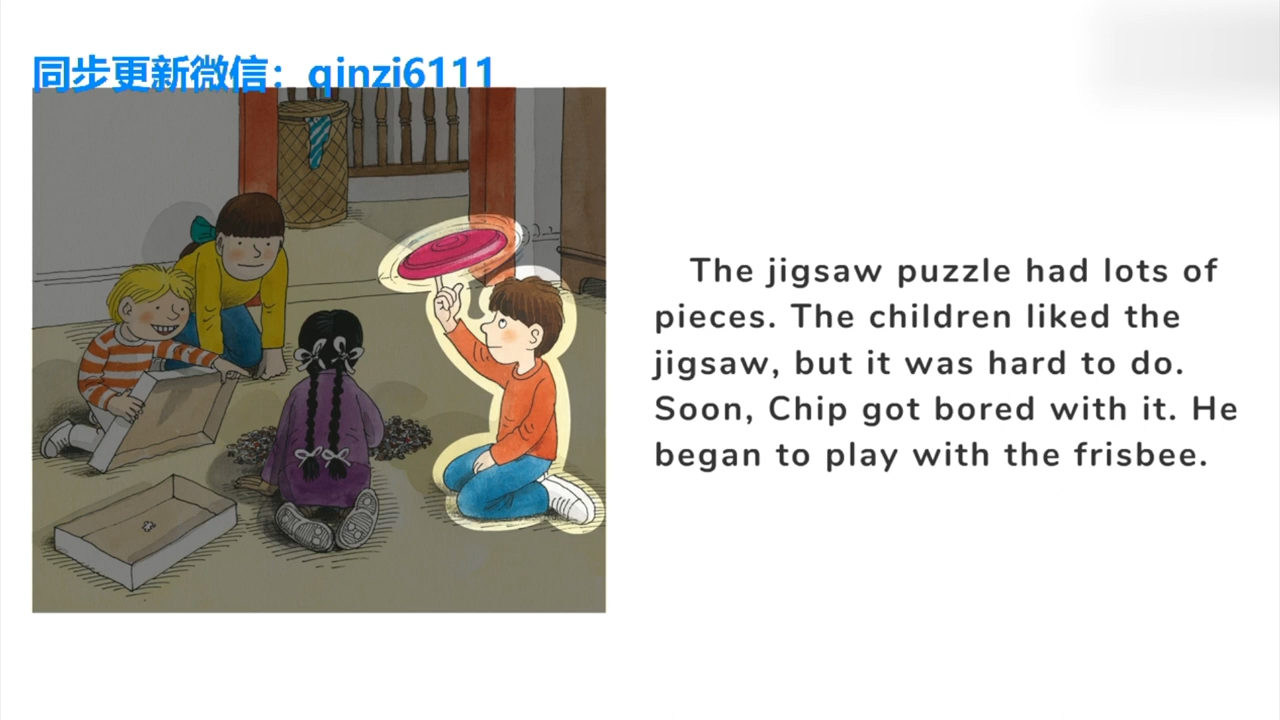 同步更新微信：qinzi6111
The jigsaw puzzle had lots of
pieces. The children liked the
jigsaw, but it was hard to do.
Soon, Chip got bored with it. He
began to play with the frisbee.